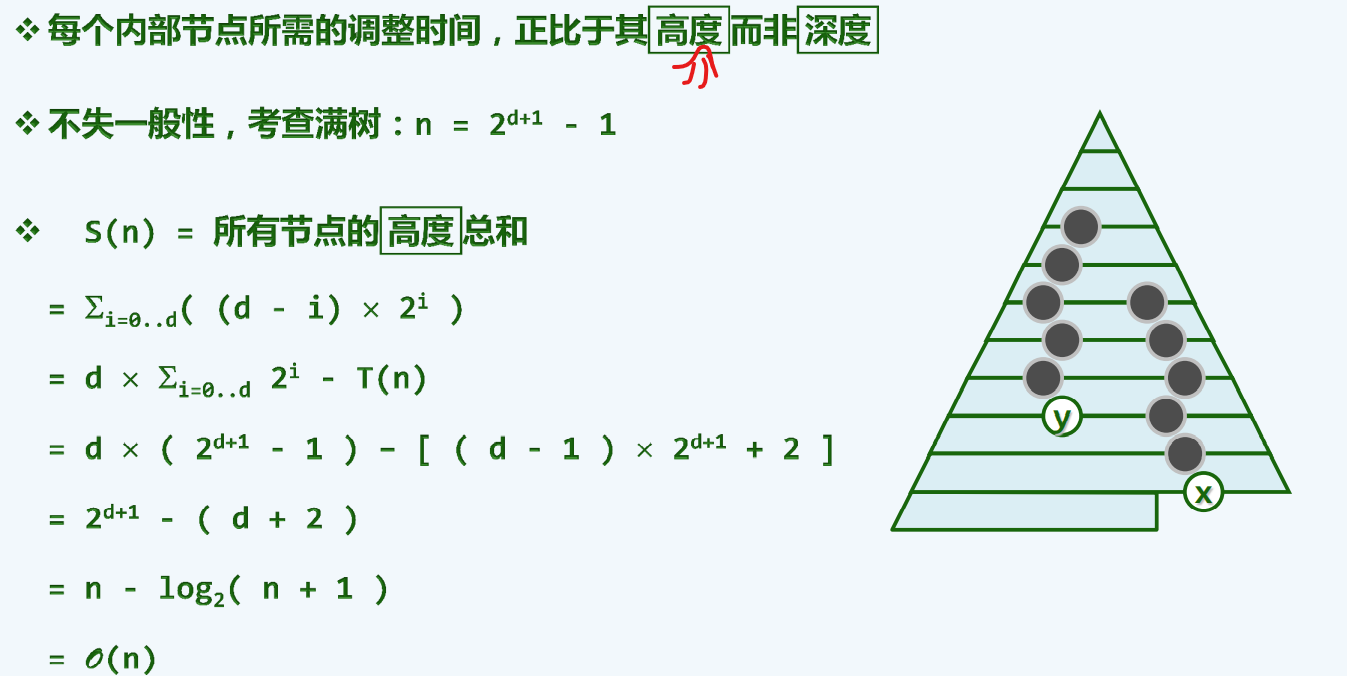 ❖ 每个内部节点所需的调整时间，正比于其高度而非深度
❖ 不失一般性，考查满树：n = 2^{d+1} - 1
❖ S(n) = 所有节点的高度总和
= Σ_{i=0..d}( (d - i) × 2^i )
= d × Σ_{i=0..d} 2^i - T(n)
= d × ( 2^{d+1} - 1 ) - [ ( d - 1 ) × 2^{d+1} + 2 ]
= 2^{d+1} - ( d + 2 )
= n - log_2( n + 1 )
= 𝒪(n)
y
x